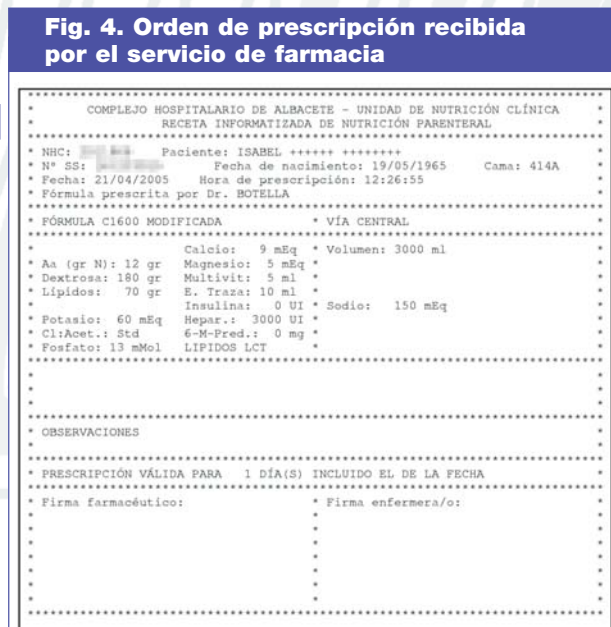 Fig. 4. Orden de prescripción recibida
por el servicio de farmacia
COMPLEJO HOSPITALARIO DE ALBACETE - UNIDAD DE NUTRICIÓN CLÍNICA
RECETA INFORMATIZADA DE NUTRICIÓN PARENTERAL
* NHC: Paciente: ISABEL ++++++ ++++++++
* Nº SS: Fecha de nacimiento: 19/05/1965 Cama: 414A
* Fecha: 21/04/2005 Hora de prescripción: 12:26:55
* Fórmula prescrita por Dr. BOTELLA
* FÓRMULA C1600 MODIFICADA * VÍA CENTRAL
* Calcio: 9 mEq * Volumen: 3000 ml
* Aa (gr N): 12 gr Magnesio: 5 mEq *
* Dextrosa: 180 gr Multivit: 5 ml *
* Lípidos: 70 gr E. Traza: 10 ml *
* Insulina: 0 UI * Sodio: 150 mEq
* Potasio: 60 mEq Hepar.: 3000 UI *
* Cl:Acet.: Std 6-M-Pred.: 0 mg *
* Fosfato: 13 mMol LIPIDOS LCT *
* OBSERVACIONES
* PRESCRIPCIÓN VÁLIDA PARA 1 DÍA(S) INCLUIDO EL DE LA FECHA
* Firma farmacéutico: * Firma enfermera/o: